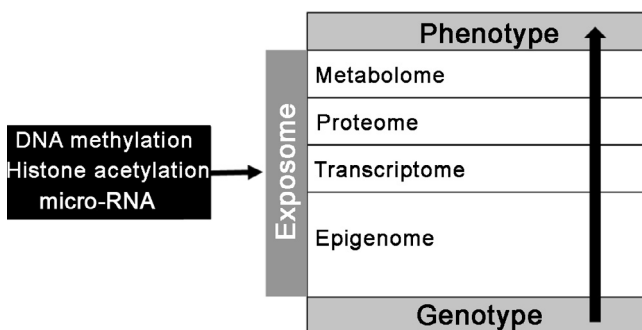 Phenotype
Metabolome
Proteome
Transcriptome
Epigenome
Genotype
Exposome
DNA methylation
Histone acetylation
micro-RNA